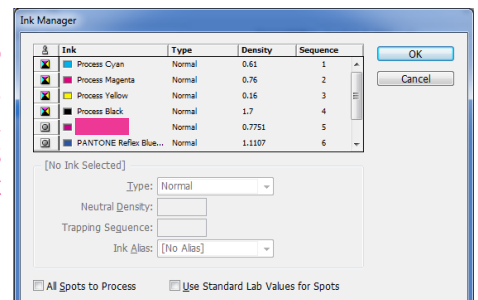 Ink Manager
Ink Type Density Sequence
Process Cyan Normal 0.61 1
Process Magenta Normal 0.76 2
Process Yellow Normal 0.16 3
Process Black Normal 1.7 4
Normal 0.7751 5
PANTONE Reflex Blue... Normal 1.1107 6
OK
Cancel
[No Ink Selected]
Type: Normal
Neutral Density:
Trapping Sequence:
Ink Alias: [No Alias]
All Spots to Process Use Standard Lab Values for Spots